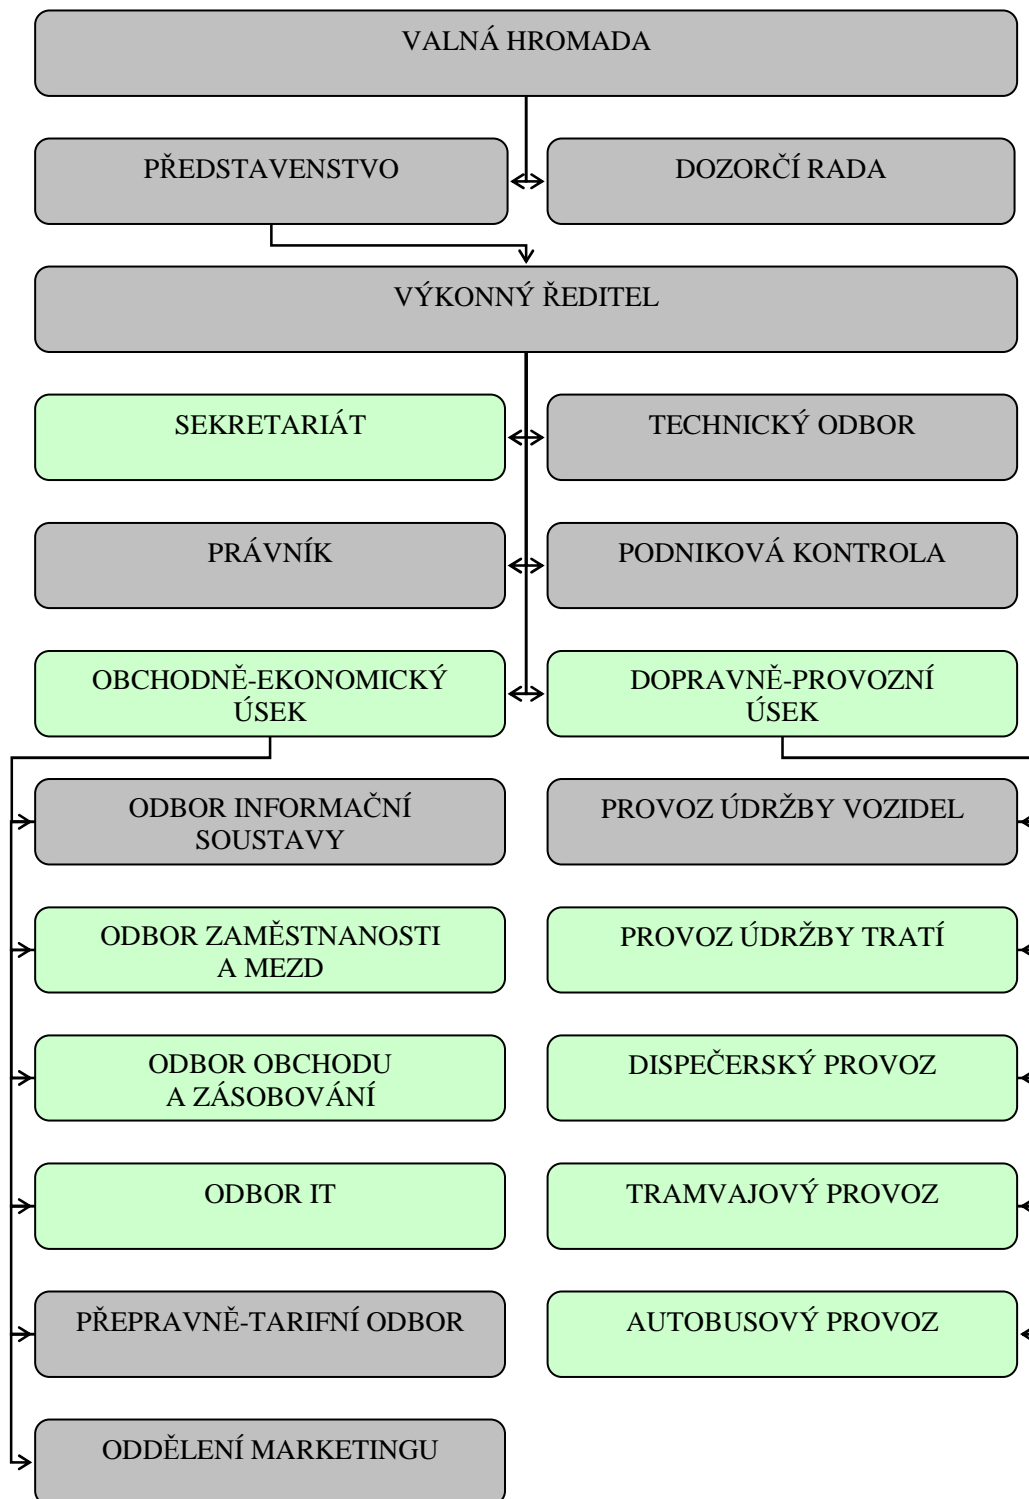 VALNÁ HROMADA
PŘEDSTAVENSTVO
DOZORČÍ RADA
VÝKONNÝ ŘEDITEL
SEKRETARIÁT
TECHNICKÝ ODBOR
PRÁVNÍK
PODNIKOVÁ KONTROLA
OBCHODNĚ-EKONOMICKÝ
ÚSEK
DOPRAVNĚ-PROVOZNÍ
ÚSEK
ODBOR INFORMAČNÍ
SOUSTAVY
PROVOZ ÚDRŽBY VOZIDEL
ODBOR ZAMĚSTNANOSTI
A MEZD
PROVOZ ÚDRŽBY TRATÍ
ODBOR OBCHODU
A ZÁSOBOVÁNÍ
DISPEČERSKÝ PROVOZ
ODBOR IT
TRAMVAJOVÝ PROVOZ
PŘEPRAVNĚ-TARIFNÍ ODBOR
AUTOBUSOVÝ PROVOZ
ODDĚLENÍ MARKETINGU